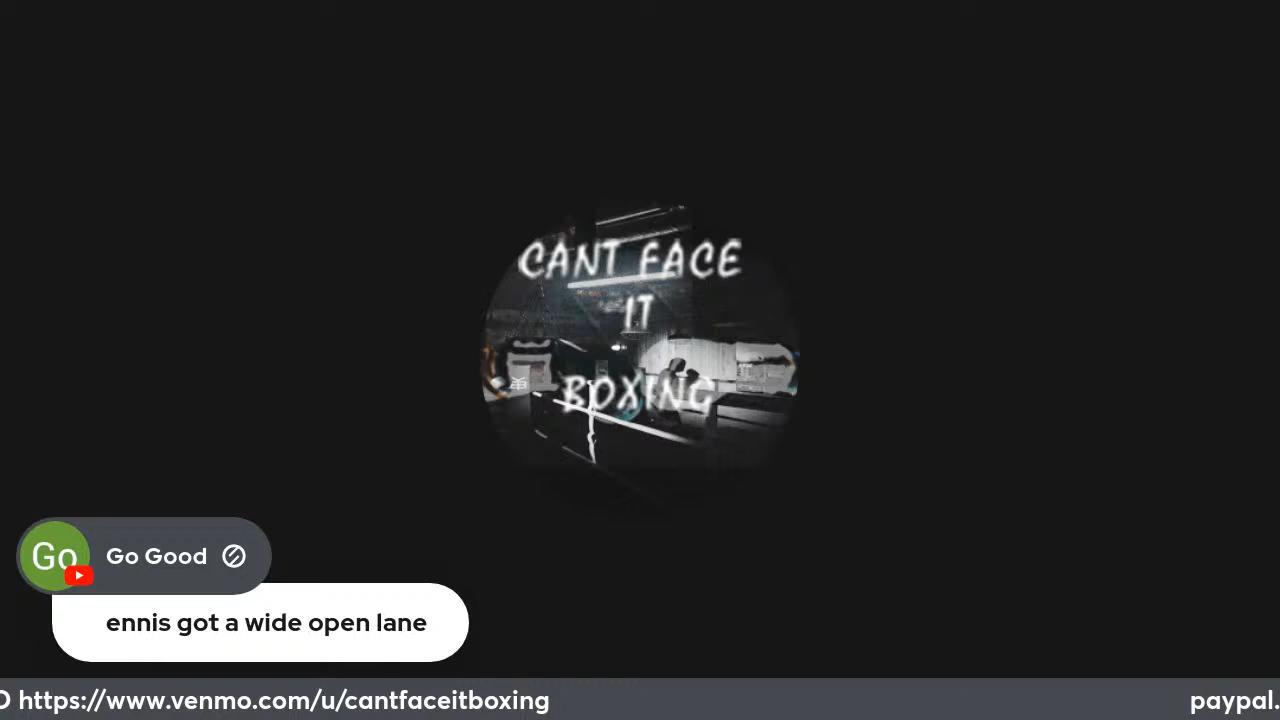 CANT FACE
IT
BOXING
Go
Go Good
ennis got a wide open lane
https://www.venmo.com/u/cantfaceitboxing
paypal.